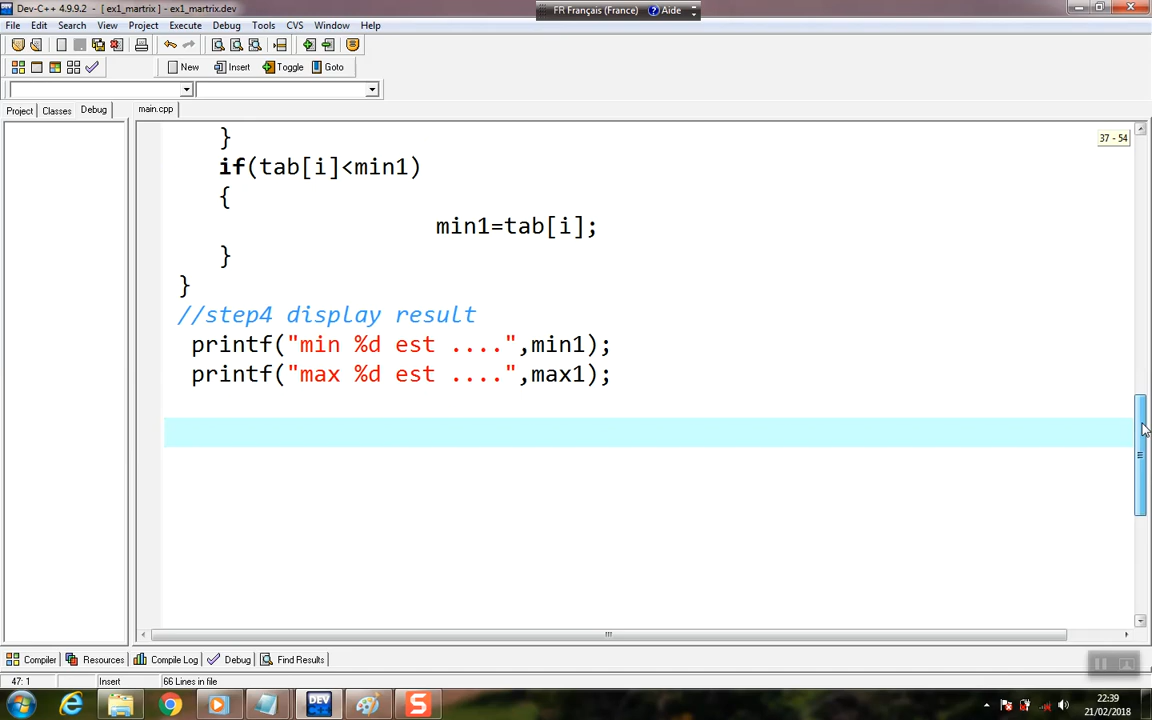 Dev-C++ 4.9.9.2 - [ ex1_martrix ] - ex1_martrix.dev
FR Français (France) Aide
File Edit Search View Project Execute Debug Tools CVS Window Help
New Insert Toggle Goto
Project Classes Debug main.cpp
37 - 54
}
if(tab[i]<min1)
{
min1=tab[i];
}
}
//step4 display result
printf("min %d est ....",min1);
printf("max %d est ....",max1);
Compiler Resources Compile Log Debug Find Results
47: 1 Insert 66 Lines in file
DEV S 22:39
21/02/2018